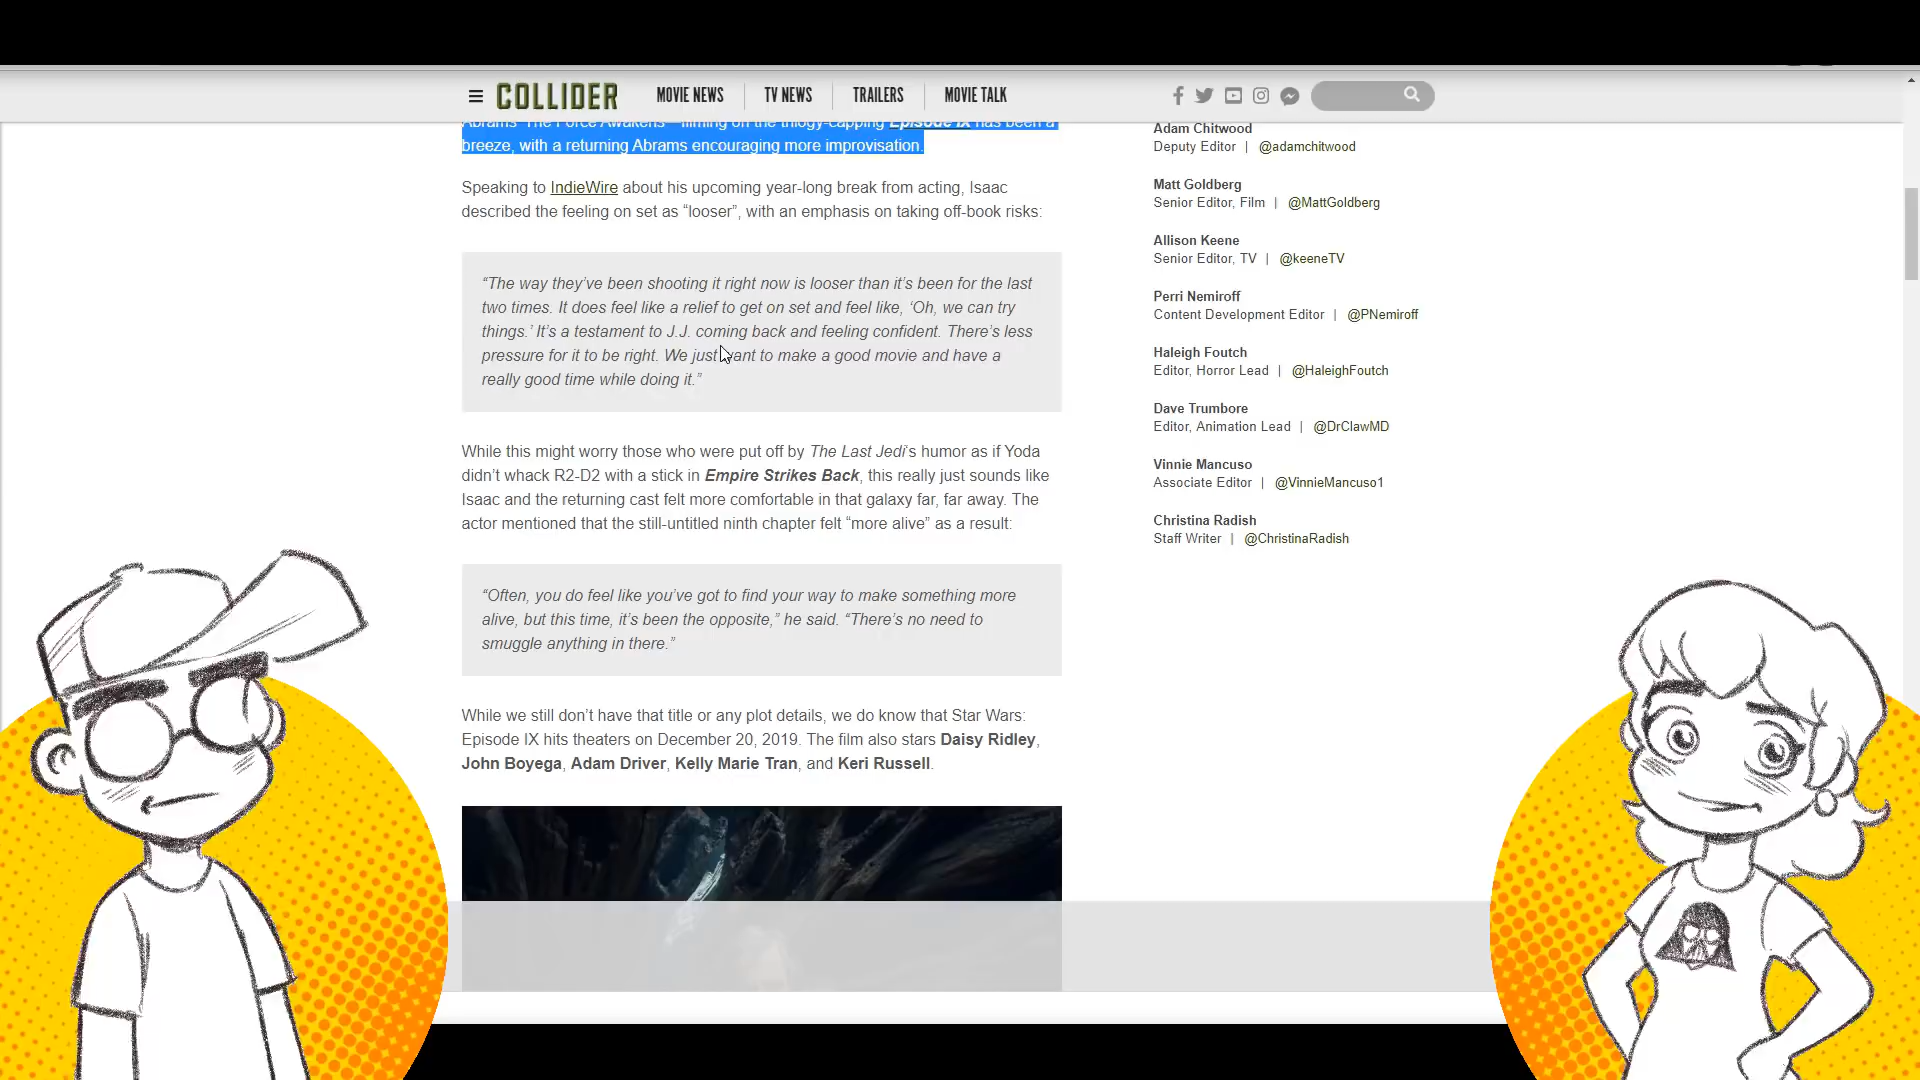 COLLIDER MOVIE NEWS TV NEWS TRAILERS MOVIE TALK
Abrams' The Force Awakens—filming on the trilogy-capping Episode IX has been a
breeze, with a returning Abrams encouraging more improvisation.
Speaking to IndieWire about his upcoming year-long break from acting, Isaac
described the feeling on set as “looser”, with an emphasis on taking off-book risks:
“The way they’ve been shooting it right now is looser than it’s been for the last
two times. It does feel like a relief to get on set and feel like, ‘Oh, we can try
things.’ It’s a testament to J.J. coming back and feeling confident. There’s less
pressure for it to be right. We just want to make a good movie and have a
really good time while doing it.”
While this might worry those who were put off by The Last Jedi‘s humor as if Yoda
didn’t whack R2-D2 with a stick in Empire Strikes Back, this really just sounds like
Isaac and the returning cast felt more comfortable in that galaxy far, far away. The
actor mentioned that the still-untitled ninth chapter felt “more alive” as a result:
“Often, you do feel like you’ve got to find your way to make something more
alive, but this time, it’s been the opposite,” he said. “There’s no need to
smuggle anything in there.”
While we still don’t have that title or any plot details, we do know that Star Wars:
Episode IX hits theaters on December 20, 2019. The film also stars Daisy Ridley,
John Boyega, Adam Driver, Kelly Marie Tran, and Keri Russell.
Adam Chitwood
Deputy Editor | @adamchitwood
Matt Goldberg
Senior Editor, Film | @MattGoldberg
Allison Keene
Senior Editor, TV | @keeneTV
Perri Nemiroff
Content Development Editor | @PNemiroff
Haleigh Foutch
Editor, Horror Lead | @HaleighFoutch
Dave Trumbore
Editor, Animation Lead | @DrClawMD
Vinnie Mancuso
Associate Editor | @VinnieMancuso1
Christina Radish
Staff Writer | @ChristinaRadish